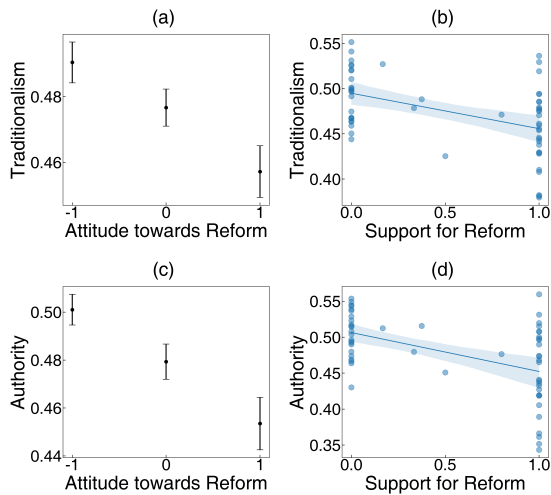 (a)
Traditionalism
0.48
0.46
-1
0
1
Attitude towards Reform
(b)
Traditionalism
0.55
0.50
0.45
0.40
0.0
0.5
1.0
Support for Reform
(c)
Authority
0.50
0.48
0.46
0.44
-1
0
1
Attitude towards Reform
(d)
Authority
0.55
0.50
0.45
0.40
0.35
0.0
0.5
1.0
Support for Reform